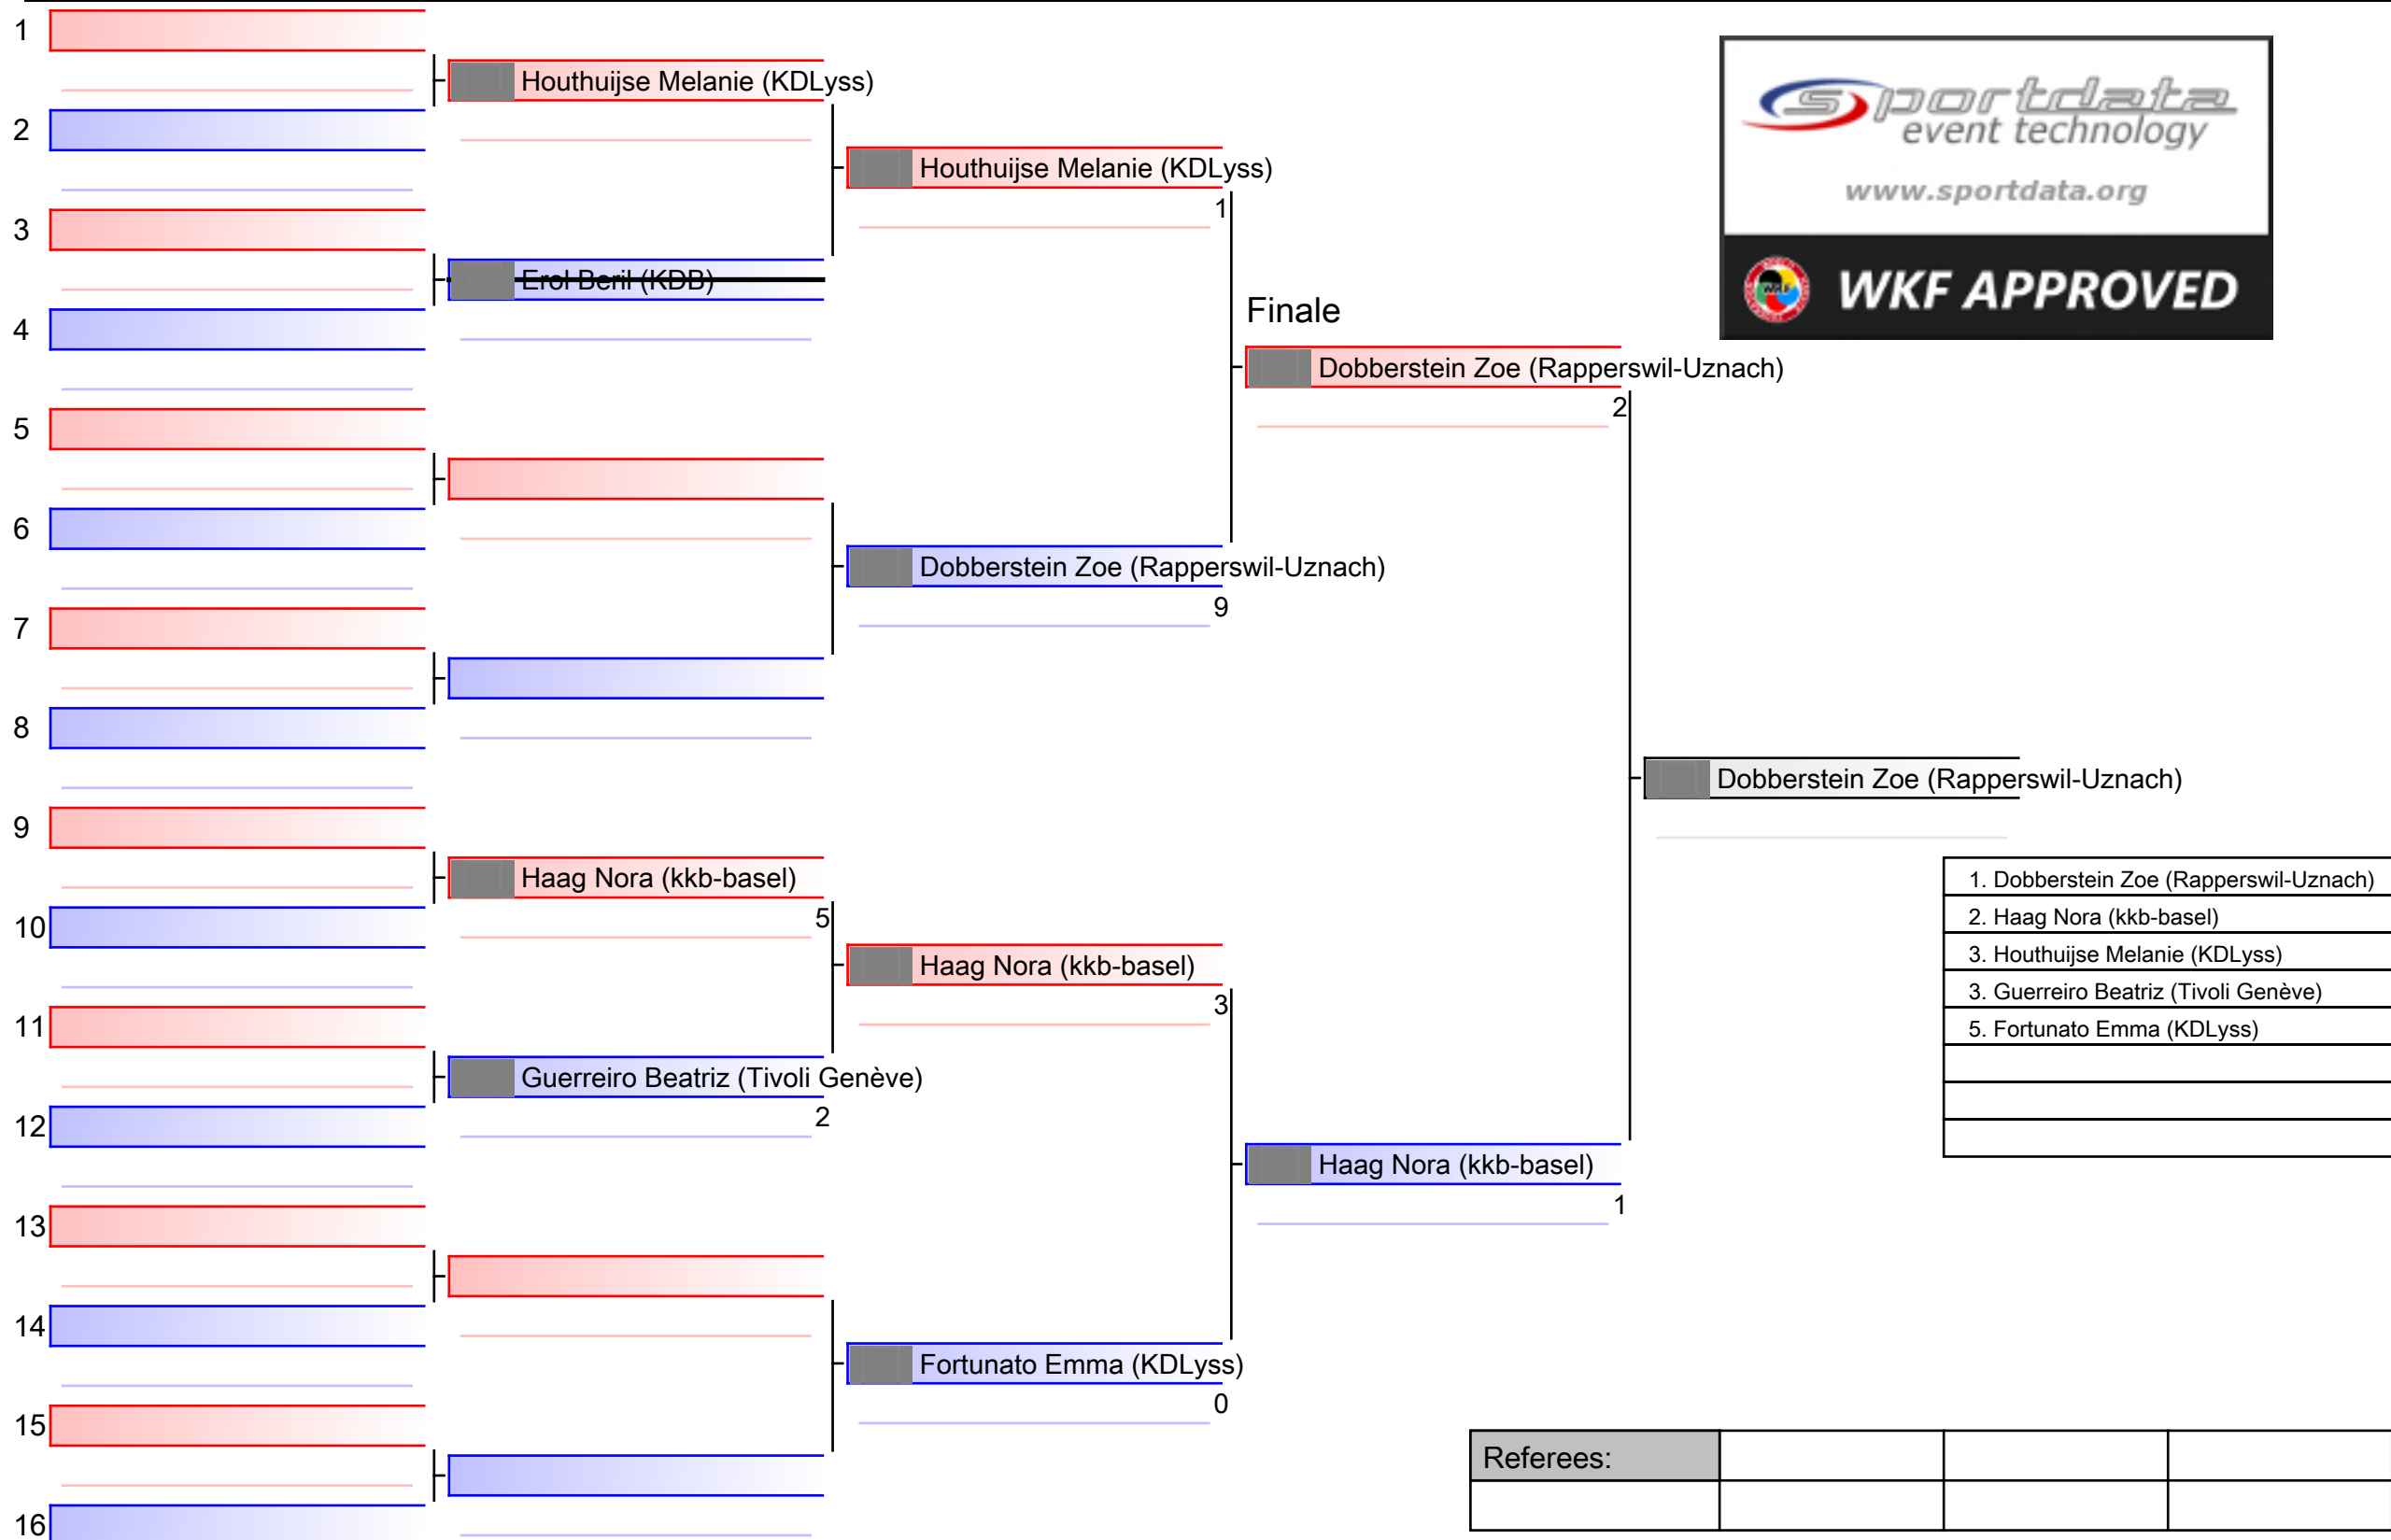 1
Houthuijse Melanie (KDLyss)
2
Houthuijse Melanie (KDLyss)
1
3
Erol Beril (KDB)
4
5
6
Dobberstein Zoe (Rapperswil-Uznach)
9
7
8
9
Haag Nora (kkb-basel)
5
10
Haag Nora (kkb-basel)
3
11
Guerreiro Beatriz (Tivoli Genève)
2
12
13
14
Fortunato Emma (KDLyss)
0
15
16
Finale
Dobberstein Zoe (Rapperswil-Uznach)
2
Haag Nora (kkb-basel)
1
Dobberstein Zoe (Rapperswil-Uznach)
sportdata
event technology
www.sportdata.org
WKF
WKF APPROVED
1. Dobberstein Zoe (Rapperswil-Uznach)
2. Haag Nora (kkb-basel)
3. Houthuijse Melanie (KDLyss)
3. Guerreiro Beatriz (Tivoli Genève)
5. Fortunato Emma (KDLyss)
Referees: